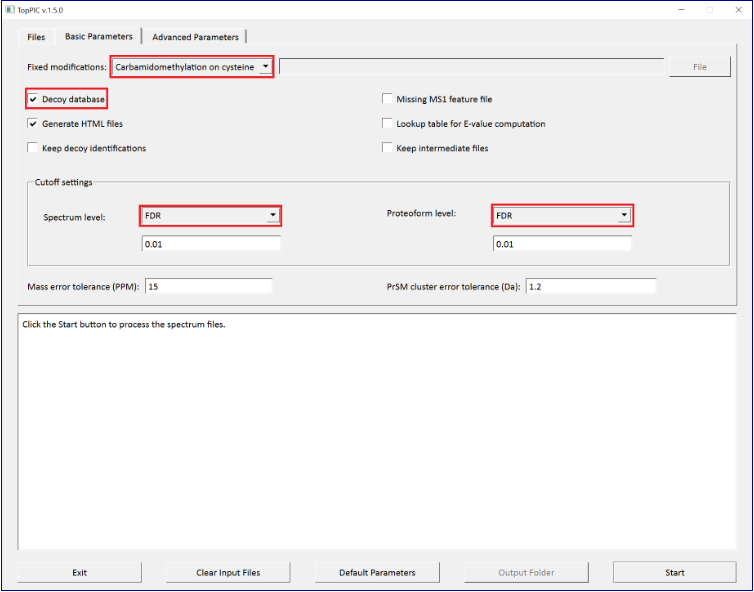 TopPIC v.1.5.0
Files Basic Parameters Advanced Parameters
Fixed modifications: Carbamidomethylation on cysteine File
Decoy database Missing MS1 feature file
Generate HTML files Lookup table for E-value computation
Keep decoy identifications Keep intermediate files
Cutoff settings
Spectrum level: FDR Proteoform level: FDR
0.01 0.01
Mass error tolerance (PPM): 15 PrSM cluster error tolerance (Da): 1.2
Click the Start button to process the spectrum files.
Exit Clear Input Files Default Parameters Output Folder Start